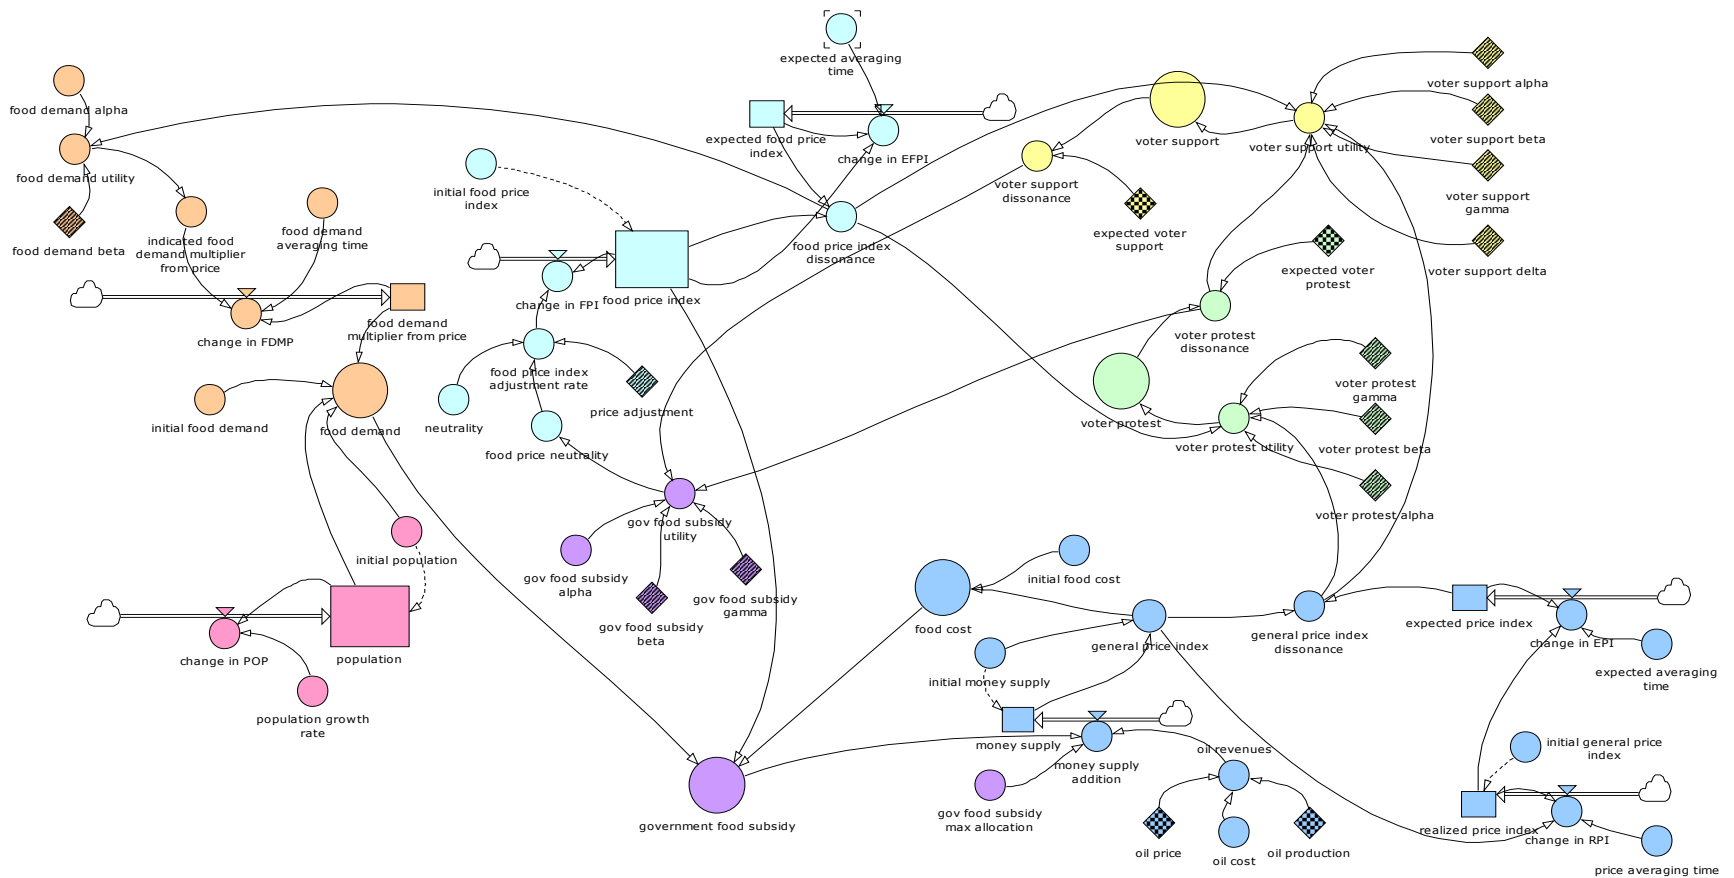 expected averaging
time
food demand alpha
voter support alpha
expected food price
index
change in EFPI
voter support
voter support utility
voter support beta
food demand utility
initial food price
index
voter support
dissonance
voter support
gamma
food demand beta
indicated food
demand multiplier
from price
food demand
averaging time
food price index
dissonance
expected voter
support
expected voter
protest
voter support delta
change in FPI
food price index
change in FDMP
food demand
multiplier from price
voter protest
dissonance
food price index
adjustment rate
voter protest
gamma
initial food demand
food demand
neutrality
price adjustment
voter protest
food price neutrality
voter protest utility
voter protest beta
gov food subsidy
utility
voter protest alpha
initial population
gov food subsidy
alpha
gov food subsidy
gamma
gov food subsidy
beta
initial food cost
food cost
general price index
general price index
dissonance
expected price index
change in EPI
change in POP
population
initial money supply
expected averaging
time
population growth
rate
money supply
money supply
addition
oil revenues
initial general price
index
government food subsidy
gov food subsidy
max allocation
oil price
oil cost
oil production
realized price index
change in RPI
price averaging time